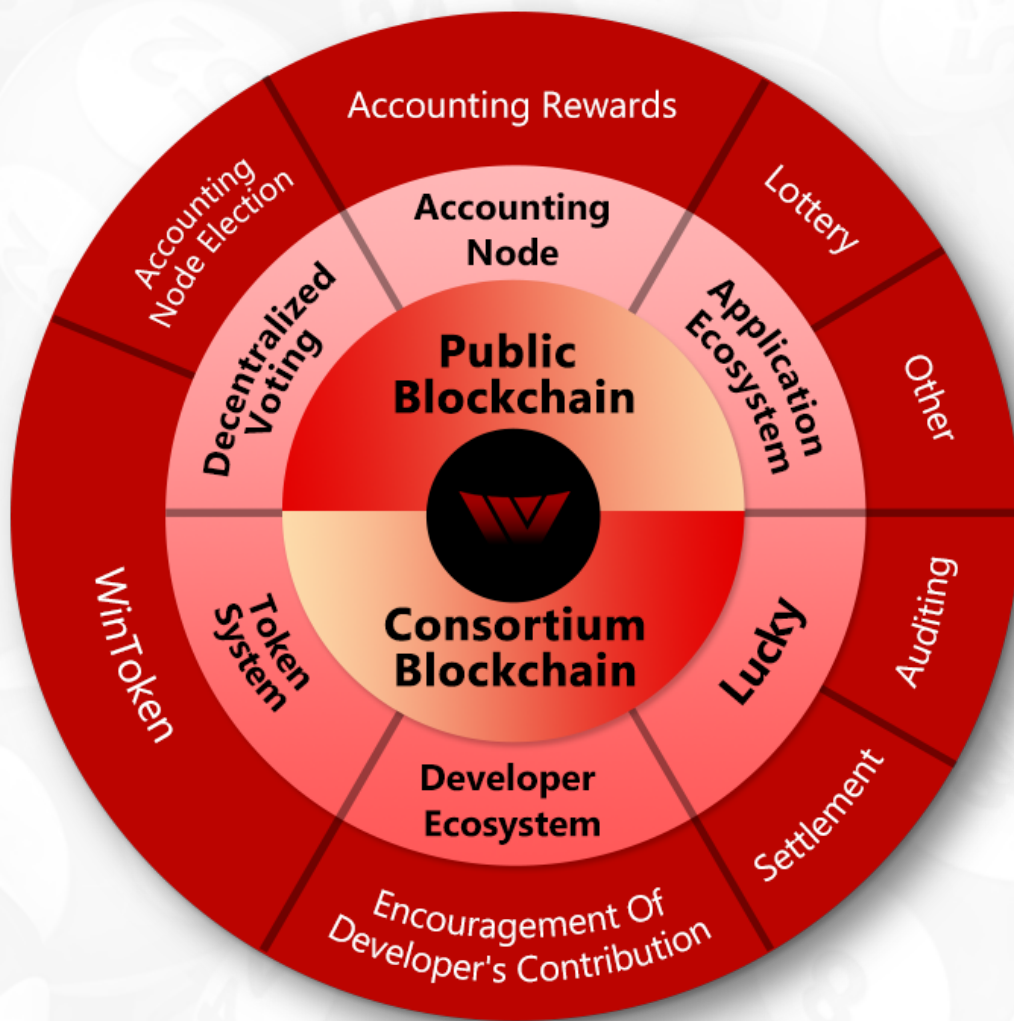 Accounting Rewards
Accounting
Node Election
Lottery
Accounting
Node
Decentralized
Voting
Application
Ecosystem
Other
Public
Blockchain
Consortium
Blockchain
WinToken
Token
System
Lucky
Auditing
Developer
Ecosystem
Settlement
Encouragement Of
Developer's Contribution